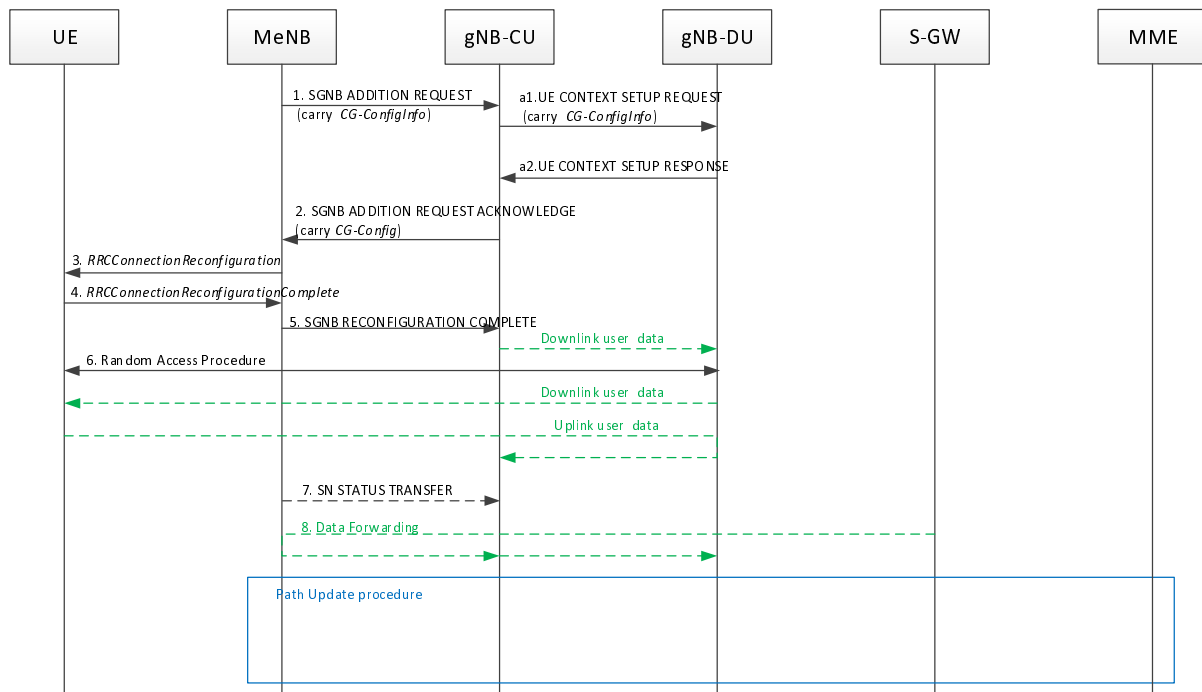 UE
MeNB
gNB-CU
gNB-DU
S-GW
MME
1. SGNB ADDITION REQUEST
(carry CG-ConfigInfo)
a1.UE CONTEXT SETUP REQUEST
(carry CG-ConfigInfo)
a2.UE CONTEXT SETUP RESPONSE
2. SGNB ADDITION REQUEST ACKNOWLEDGE
(carry CG-Config)
3. RRCConnectionReconfiguration
4. RRCConnectionReconfigurationComplete
5. SGNB RECONFIGURATION COMPLETE
Downlink user data
6. Random Access Procedure
Downlink user data
Uplink user data
7. SN STATUS TRANSFER
8. Data Forwarding
Path Update procedure